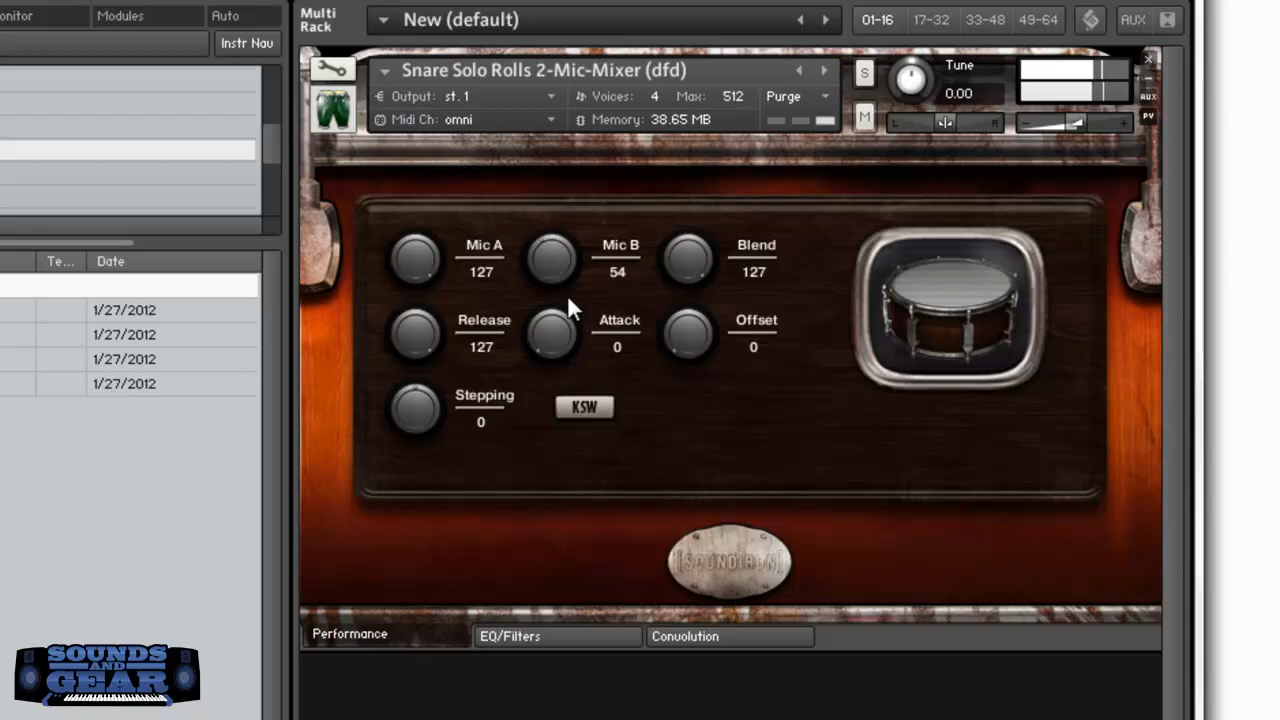 onitor Modules Auto
Instr Nav
Te... Date
1/27/2012
1/27/2012
1/27/2012
1/27/2012
SOUNDS
AND
GEAR
Multi
Rack
New (default)
01-16 17-32 33-48 49-64 AUX
Snare Solo Rolls 2-Mic-Mixer (dfd)
Output: st.1 Voices: 4 Max: 512 Purge
Midi Ch: omni Memory: 38.65 MB
S
M
Tune
0.00
L R - +
×
-
AUX
PV
Mic A
127
Mic B
54
Blend
127
Release
127
Attack
0
Offset
0
Stepping
0
KSW
[SOUNDIRON]
Performance EQ/Filters Convolution